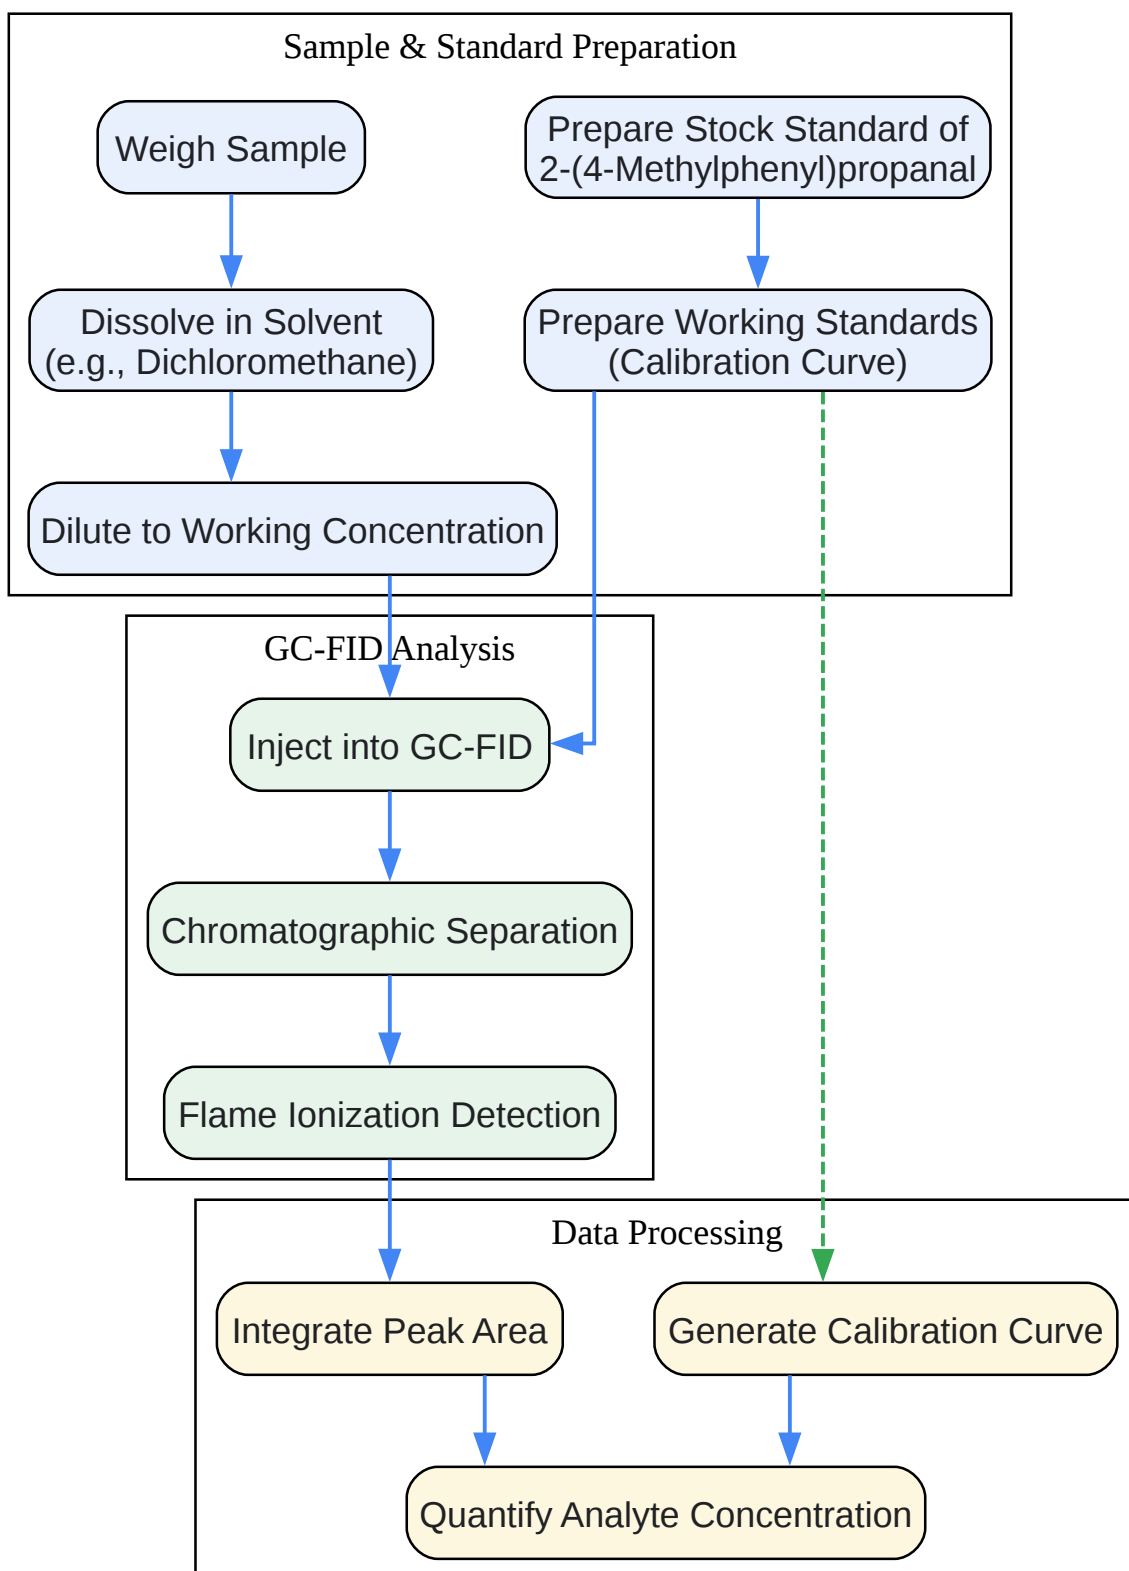 Sample & Standard Preparation
Weigh Sample
Prepare Stock Standard of
2-(4-Methylphenyl)propanal
Dissolve in Solvent
(e.g., Dichloromethane)
Prepare Working Standards
(Calibration Curve)
Dilute to Working Concentration
GC-FID Analysis
Inject into GC-FID
Chromatographic Separation
Flame Ionization Detection
Data Processing
Integrate Peak Area
Generate Calibration Curve
Quantify Analyte Concentration